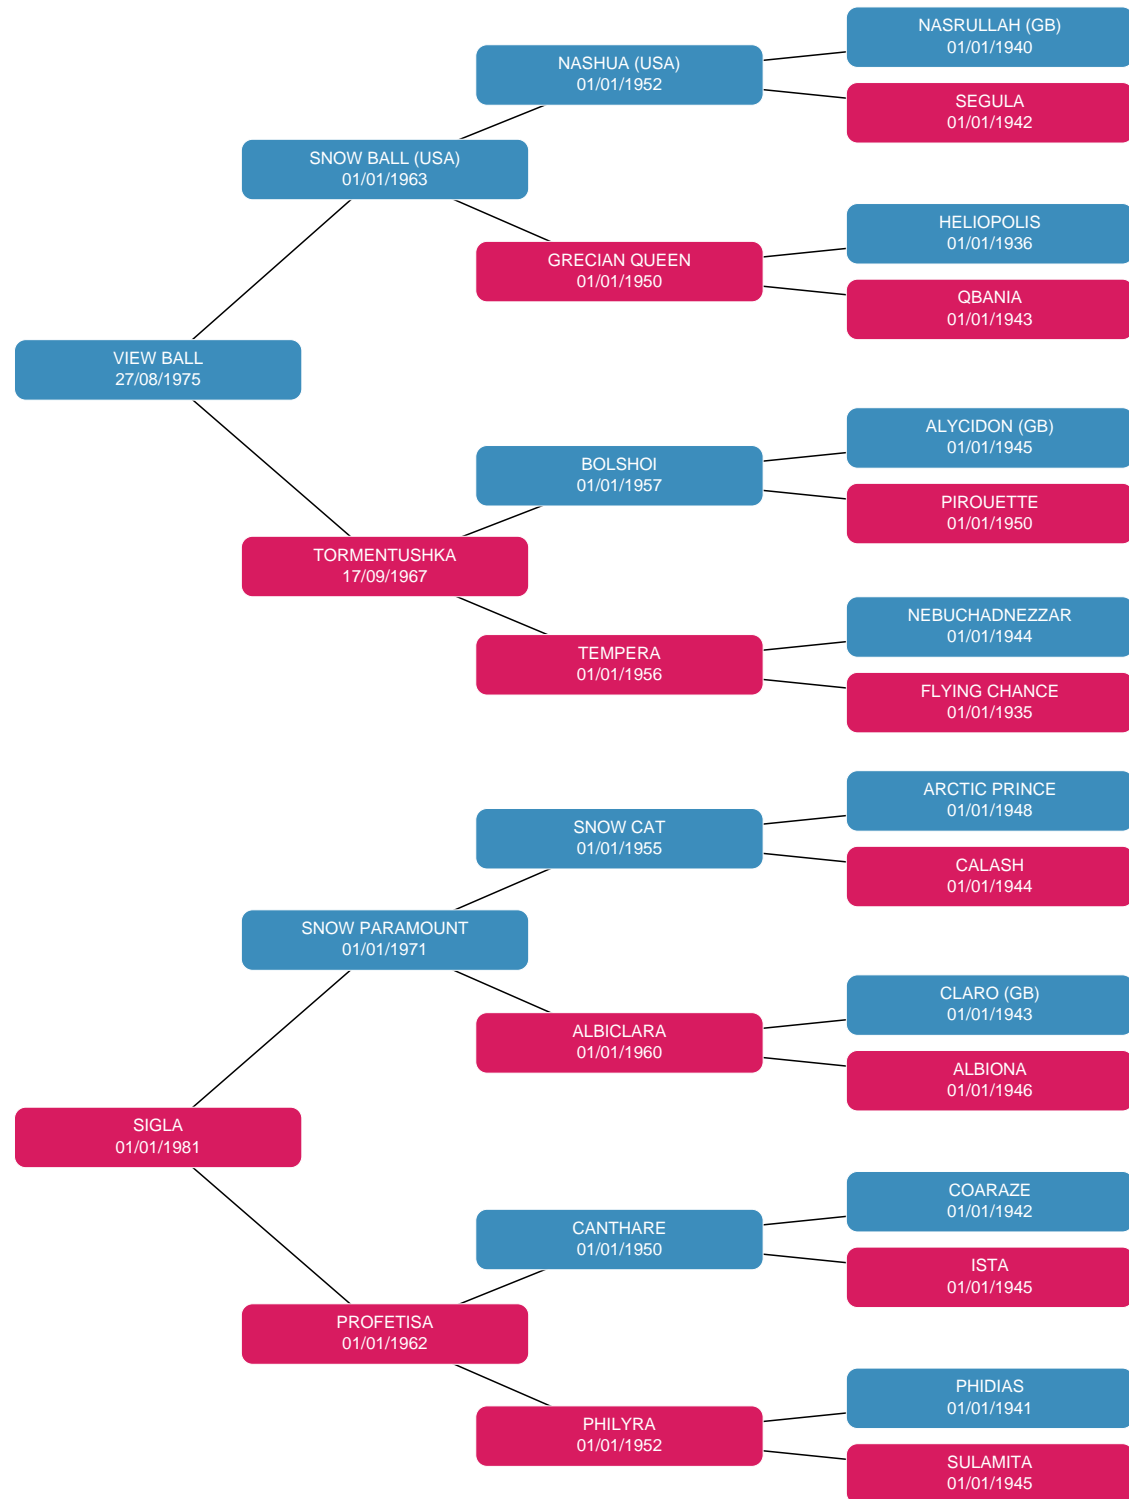 NASRULLAH (GB)
01/01/1940
NASHUA (USA)
01/01/1952
SEGULA
01/01/1942
SNOW BALL (USA)
01/01/1963
HELIOPOLIS
01/01/1936
GRECIAN QUEEN
01/01/1950
QBANIA
01/01/1943
VIEW BALL
27/08/1975
ALYCIDON (GB)
01/01/1945
BOLSHOI
01/01/1957
PIROUETTE
01/01/1950
TORMENTUSHKA
17/09/1967
NEBUCHADNEZZAR
01/01/1944
TEMPERA
01/01/1956
FLYING CHANCE
01/01/1935
ARCTIC PRINCE
01/01/1948
SNOW CAT
01/01/1955
CALASH
01/01/1944
SNOW PARAMOUNT
01/01/1971
CLARO (GB)
01/01/1943
ALBICLARA
01/01/1960
ALBIONA
01/01/1946
SIGLA
01/01/1981
COARAZE
01/01/1942
CANTHARE
01/01/1950
ISTA
01/01/1945
PROFETISA
01/01/1962
PHIDIAS
01/01/1941
PHILYRA
01/01/1952
SULAMITA
01/01/1945